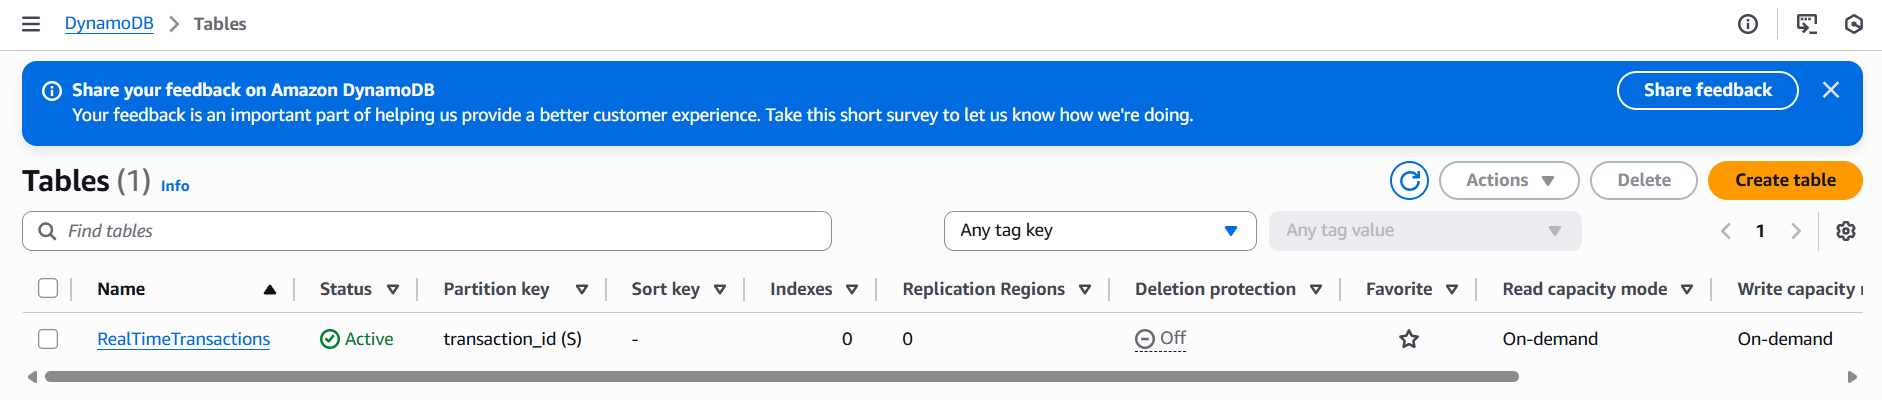 DynamoDB > Tables
Share your feedback on Amazon DynamoDB
Your feedback is an important part of helping us provide a better customer experience. Take this short survey to let us know how we're doing.
Share feedback
Tables (1) Info
Actions Delete Create table
Find tables Any tag key Any tag value 1
Name Status Partition key Sort key Indexes Replication Regions Deletion protection Favorite Read capacity mode Write capacity
RealTimeTransactions Active transaction_id (S) - 0 0 Off On-demand On-demand